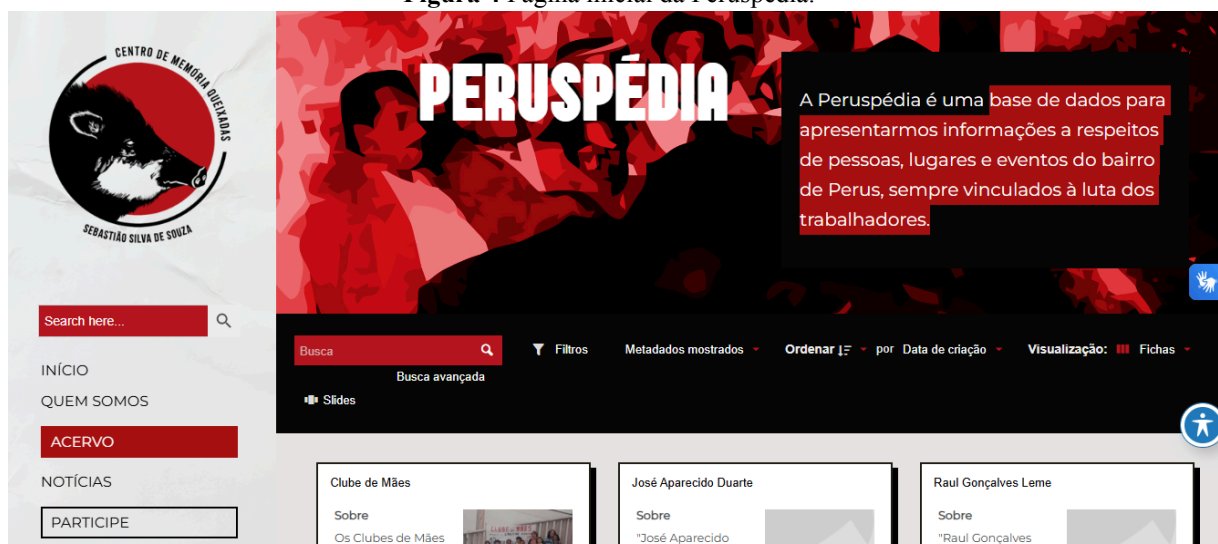 Figura 4 Página inicial da Peruspédia.
CENTRO DE MEMÓRIA QUEIXADAS
SEBASTIÃO SILVA DE SOUZA
Search here...
INÍCIO
QUEM SOMOS
ACERVO
NOTÍCIAS
PARTICIPE
PERUSPÉDIA
A Peruspédia é uma base de dados para
apresentarmos informações a respeitos
de pessoas, lugares e eventos do bairro
de Perus, sempre vinculados à luta dos
trabalhadores.
Busca
Filtros
Metadados mostrados
Ordenar por Data de criação
Visualização: Fichas
Busca avançada
Slides
Clube de Mães
Sobre
Os Clubes de Mães
CLUBE DE MÃES
José Aparecido Duarte
Sobre
"José Aparecido
Raul Gonçalves Leme
Sobre
"Raul Gonçalves